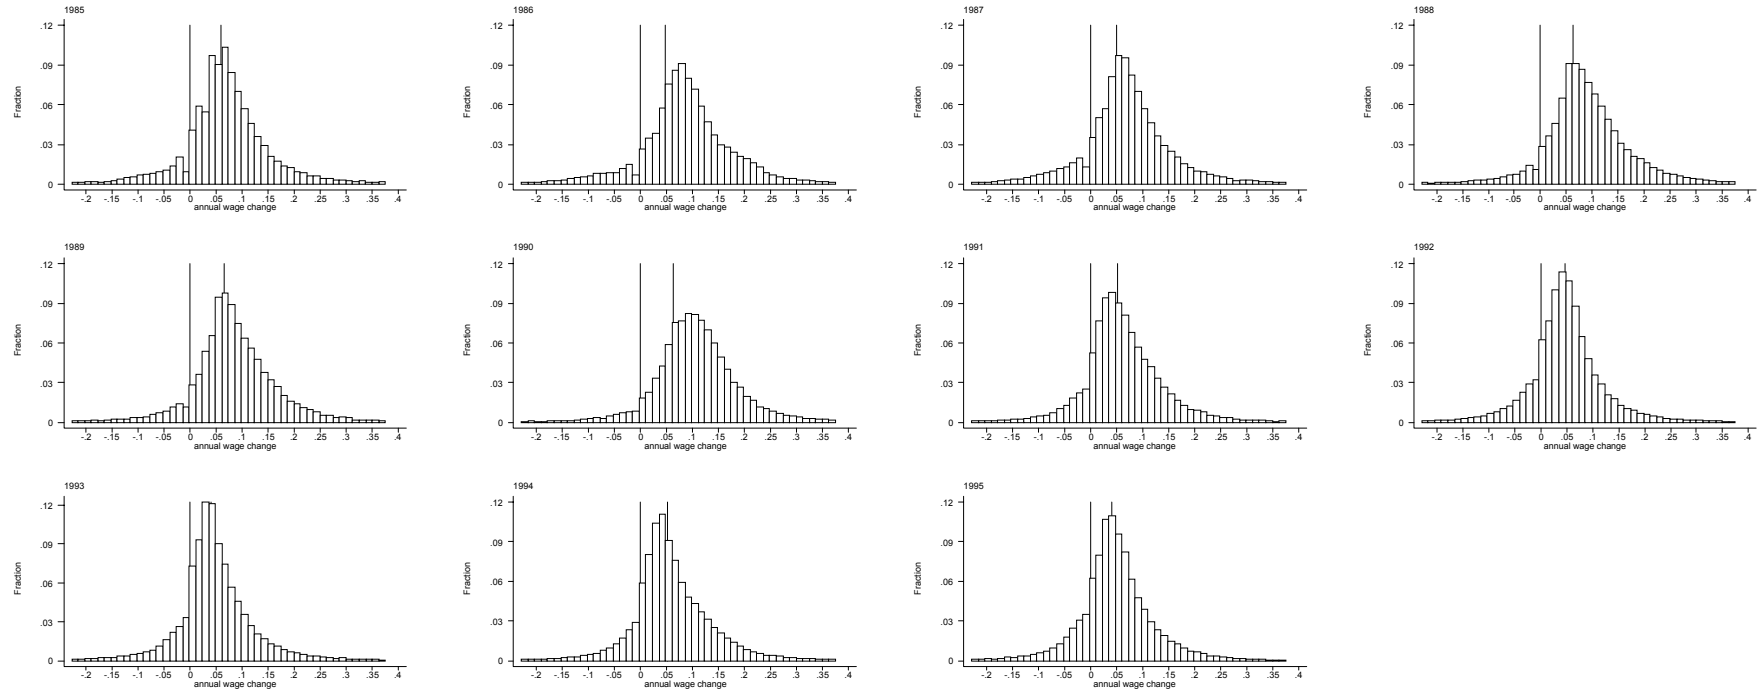 1985
Fraction
.12
.09
.06
.03
0
-.2 -.15 -.1 -.05 0 .05 .1 .15 .2 .25 .3 .35 .4
annual wage change
1986
Fraction
.12
.09
.06
.03
0
-.2 -.15 -.1 -.05 0 .05 .1 .15 .2 .25 .3 .35 .4
annual wage change
1987
Fraction
.12
.09
.06
.03
0
-.2 -.15 -.1 -.05 0 .05 .1 .15 .2 .25 .3 .35 .4
annual wage change
1988
Fraction
.12
.09
.06
.03
0
-.2 -.15 -.1 -.05 0 .05 .1 .15 .2 .25 .3 .35 .4
annual wage change
1989
Fraction
.12
.09
.06
.03
0
-.2 -.15 -.1 -.05 0 .05 .1 .15 .2 .25 .3 .35 .4
annual wage change
1990
Fraction
.12
.09
.06
.03
0
-.2 -.15 -.1 -.05 0 .05 .1 .15 .2 .25 .3 .35 .4
annual wage change
1991
Fraction
.12
.09
.06
.03
0
-.2 -.15 -.1 -.05 0 .05 .1 .15 .2 .25 .3 .35 .4
annual wage change
1992
Fraction
.12
.09
.06
.03
0
-.2 -.15 -.1 -.05 0 .05 .1 .15 .2 .25 .3 .35 .4
annual wage change
1993
Fraction
.12
.09
.06
.03
0
-.2 -.15 -.1 -.05 0 .05 .1 .15 .2 .25 .3 .35 .4
annual wage change
1994
Fraction
.12
.09
.06
.03
0
-.2 -.15 -.1 -.05 0 .05 .1 .15 .2 .25 .3 .35 .4
annual wage change
1995
Fraction
.12
.09
.06
.03
0
-.2 -.15 -.1 -.05 0 .05 .1 .15 .2 .25 .3 .35 .4
annual wage change